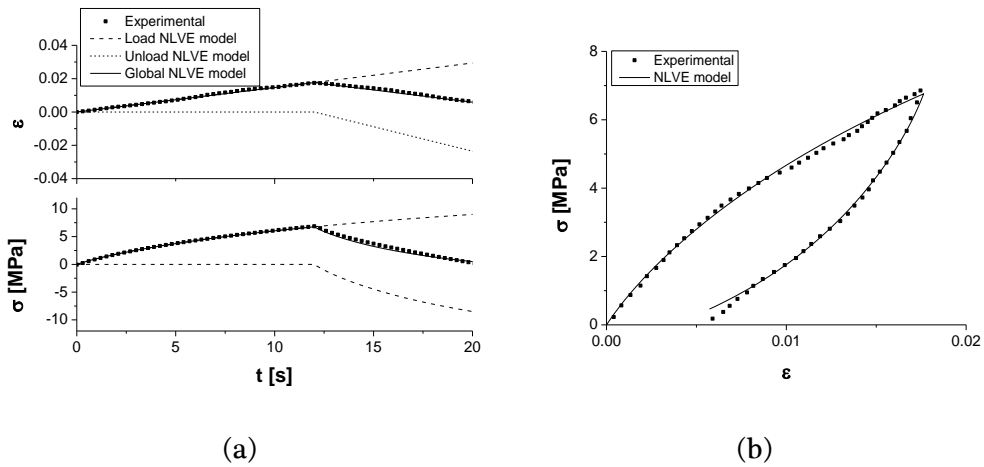 Experimental
Load NLVE model
Unload NLVE model
Global NLVE model
0.04
0.02
0.00
-0.02
-0.04
ε
10
5
0
-5
-10
σ [MPa]
0
5
10
15
20
t [s]
(a)
Experimental
NLVE model
8
6
4
2
0
σ [MPa]
0.00
0.01
0.02
ε
(b)